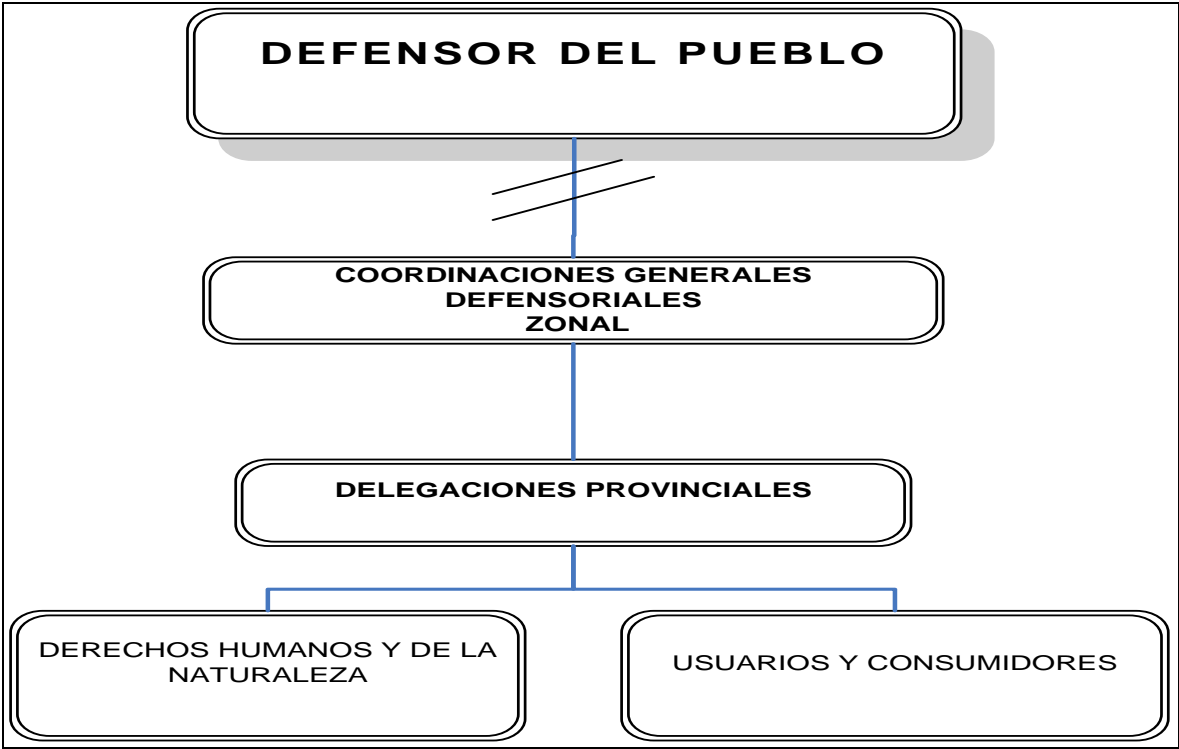 DEFENSOR DEL PUEBLO
COORDINACIONES GENERALES
DEFENSORIALES
ZONAL
DELEGACIONES PROVINCIALES
DERECHOS HUMANOS Y DE LA
NATURALEZA
USUARIOS Y CONSUMIDORES